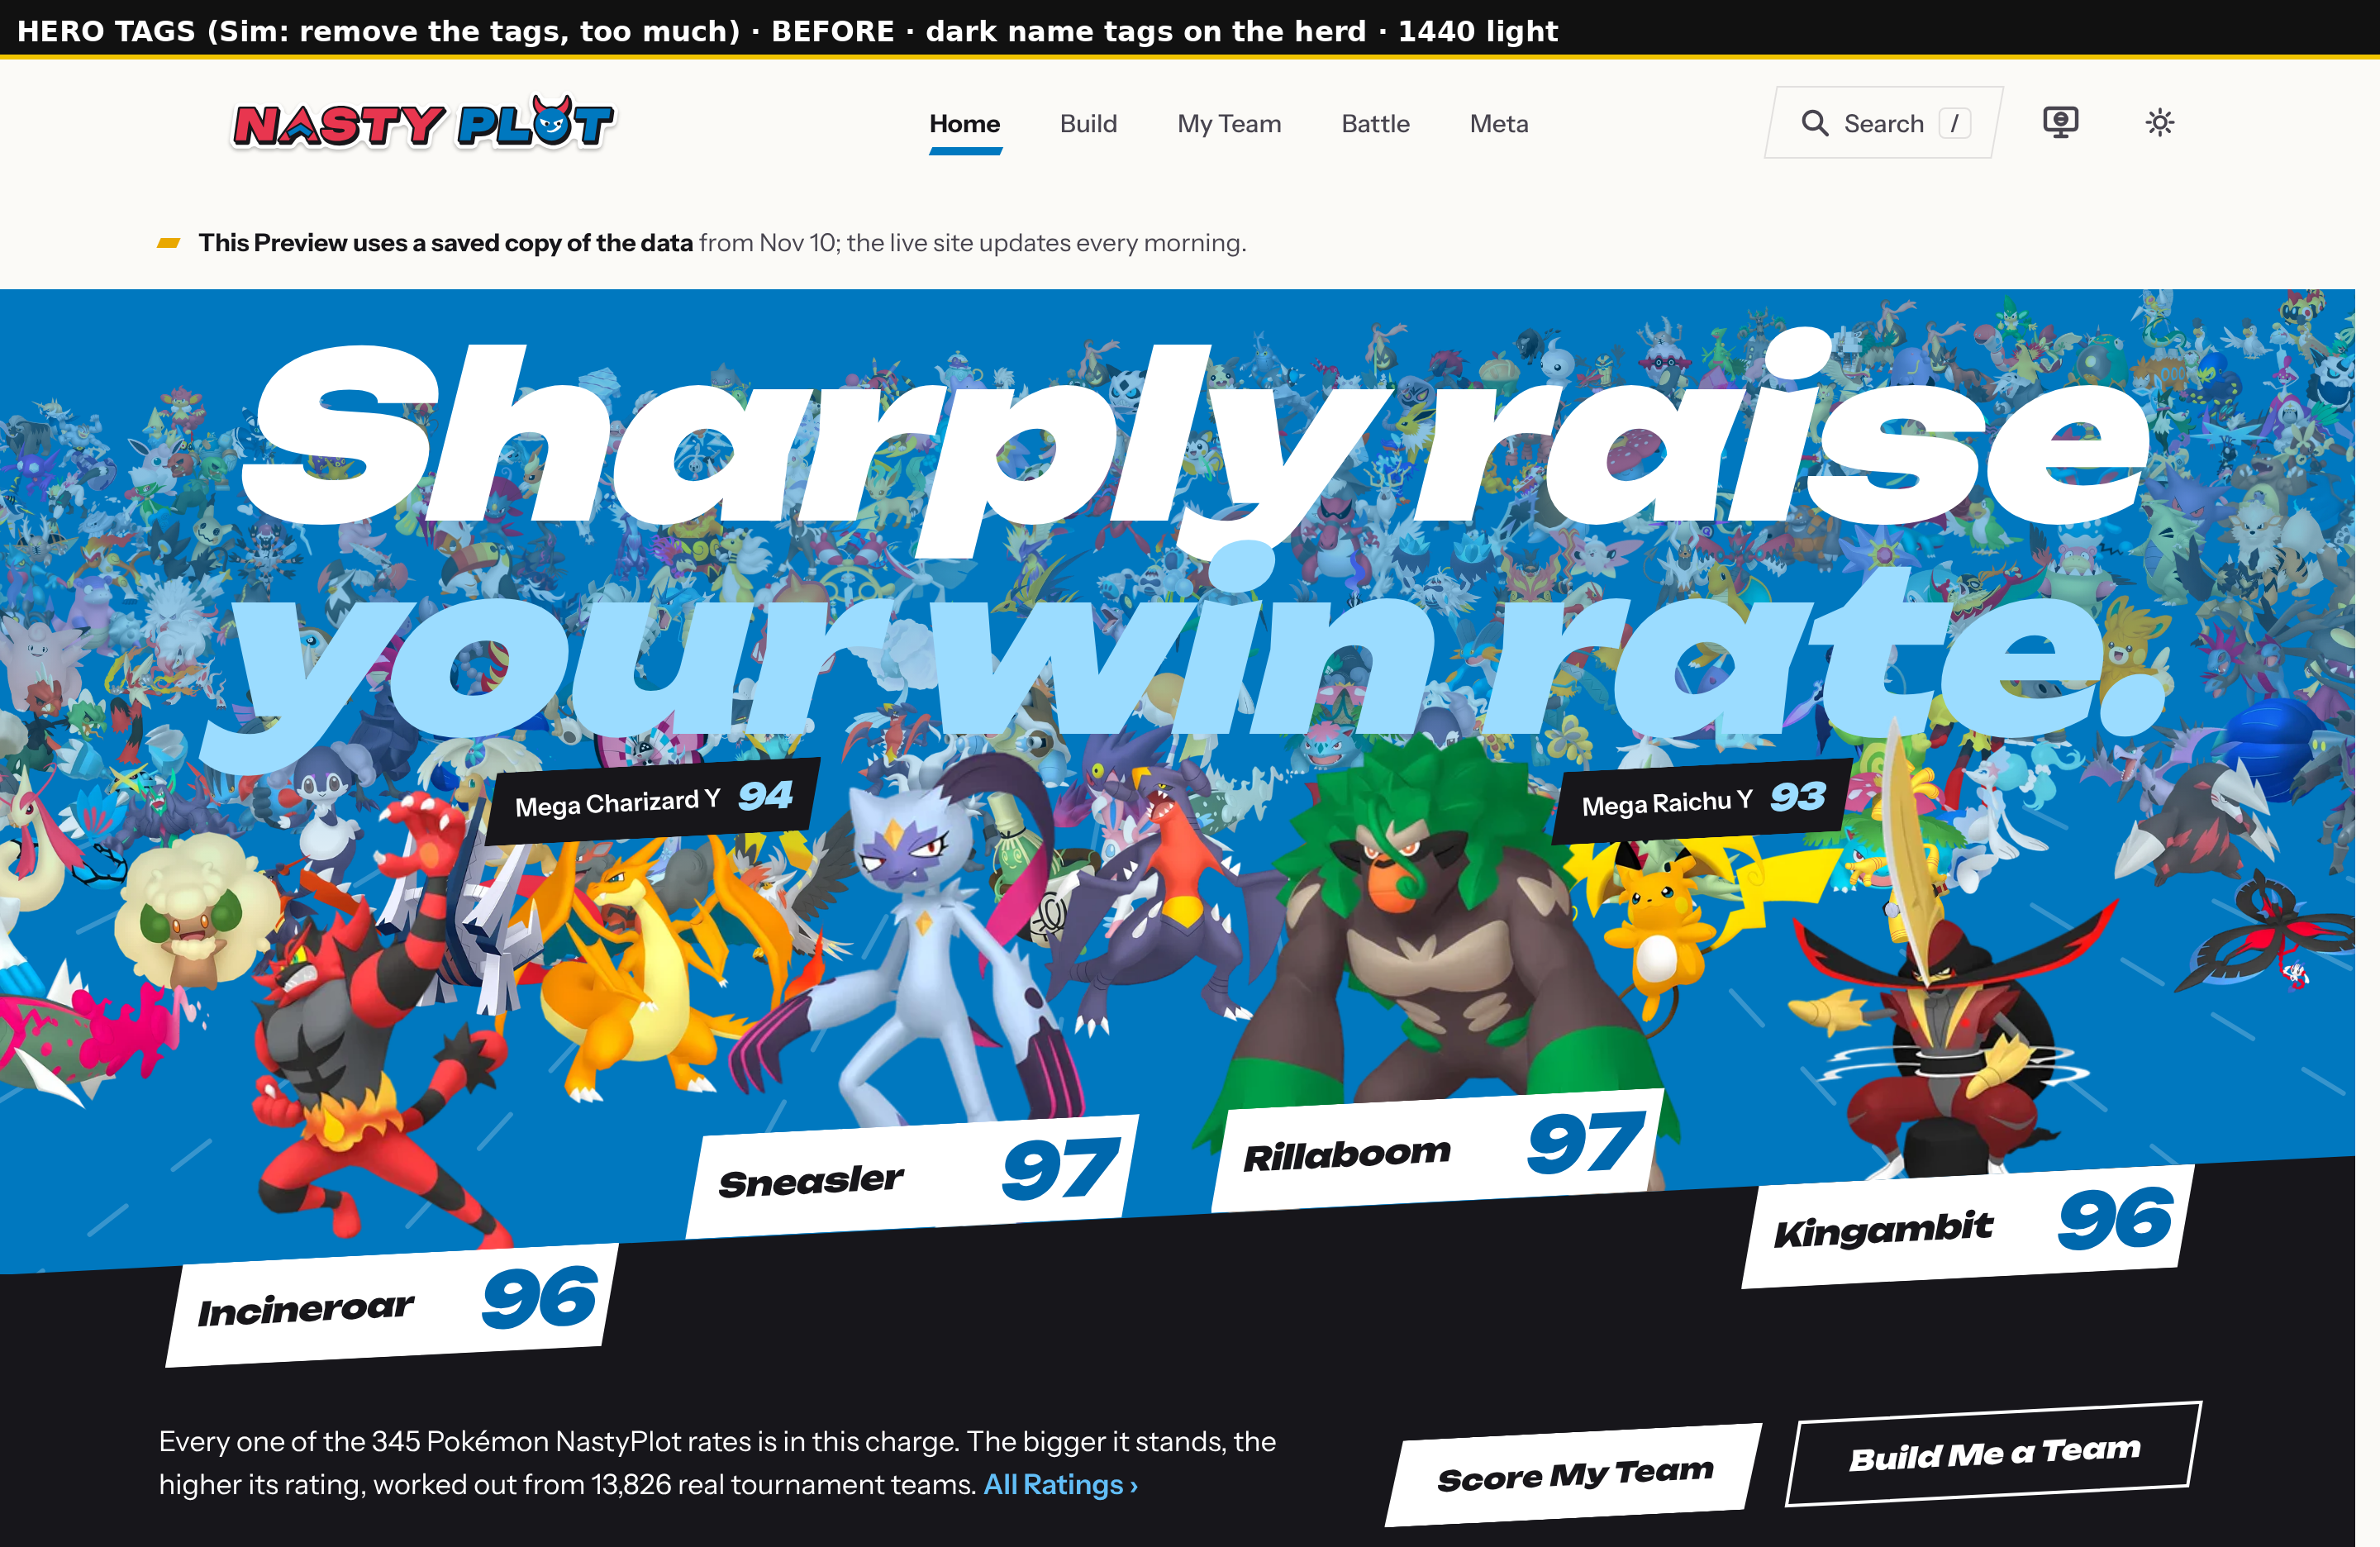 HERO TAGS (Sim: remove the tags, too much) · BEFORE · dark name tags on the herd · 1440 light
NASTY PLOT
Home Build My Team Battle Meta Search /
This Preview uses a saved copy of the data from Nov 10; the live site updates every morning.
Sharply raise
your win rate.
Mega Charizard Y 94
Mega Raichu Y 93
Sneasler 97
Rillaboom 97
Kingambit 96
Incineroar 96
Every one of the 345 Pokémon NastyPlot rates is in this charge. The bigger it stands, the
higher its rating, worked out from 13,826 real tournament teams. All Ratings ›
Score My Team
Build Me a Team